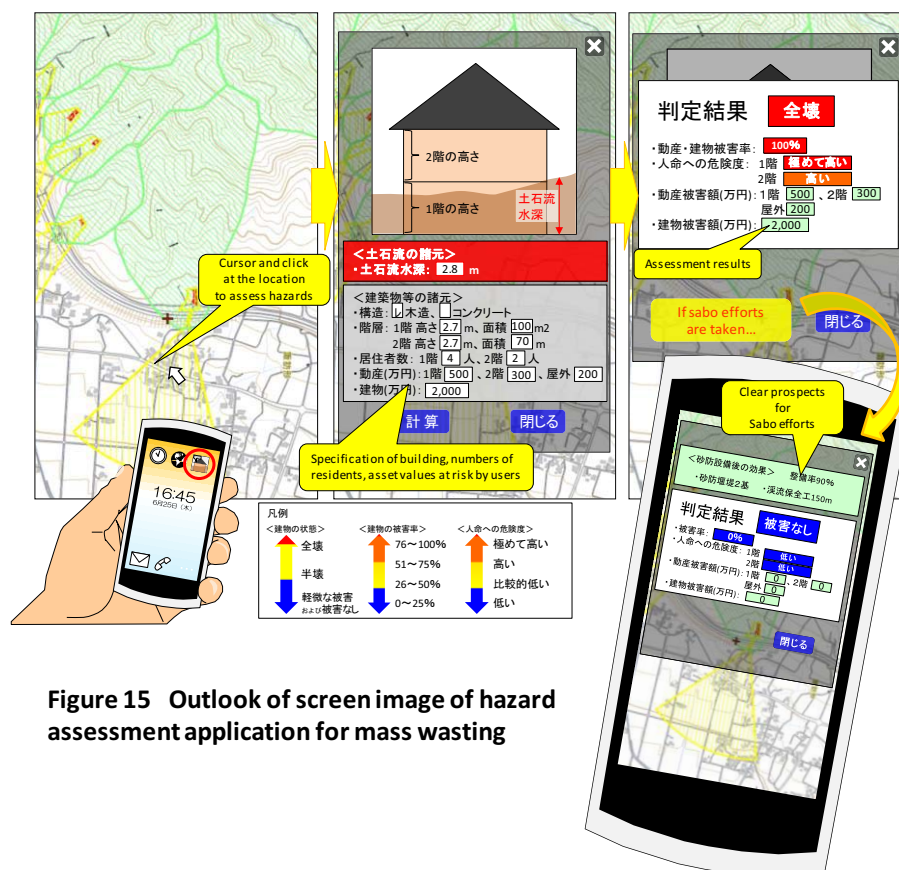 Cursor and click
at the location
to assess hazards
2階の高さ
1階の高さ
土石流
水深
<土石流の諸元>
・土石流水深: 2.8 m
<建築物等の諸元>
・構造: レ 木造、 コンクリート
・階層: 1階 高さ 2.7 m、面積 100 m2
2階 高さ 2.7 m、面積 70 m
・居住者数: 1階 4 人、2階 2 人
・動産(万円): 1階 500 、2階 300 、屋外 200
・建物(万円): 2,000
計算 閉じる
Specification of building, numbers of
residents, asset values at risk by users
判定結果 全壊
・動産・建物被害率: 100%
・人命への危険度: 1階 極めて高い
2階 高い
・動産被害額(万円): 1階 500 、2階 300
屋外 200
・建物被害額(万円): 2,000
Assessment results
If sabo efforts
are taken…
閉じる
Clear prospects
for
Sabo efforts
<砂防設備後の効果> 整備率90%
・砂防堰堤2基 ・渓流保全工150m
判定結果 被害なし
・被害率: 0%
・人命への危険度: 1階 低い
2階 低い
・動産被害額(万円): 1階 0 、2階 0
屋外 0
・建物被害額(万円): 0
閉じる
16:45
6月25日 (木)
凡例
<建物の状態> <建物の被害率> <人命への危険度>
全壊 76～100% 極めて高い
51～75% 高い
半壊 26～50% 比較的低い
軽微な被害 0～25% 低い
および被害なし
Figure 15 Outlook of screen image of hazard
assessment application for mass wasting